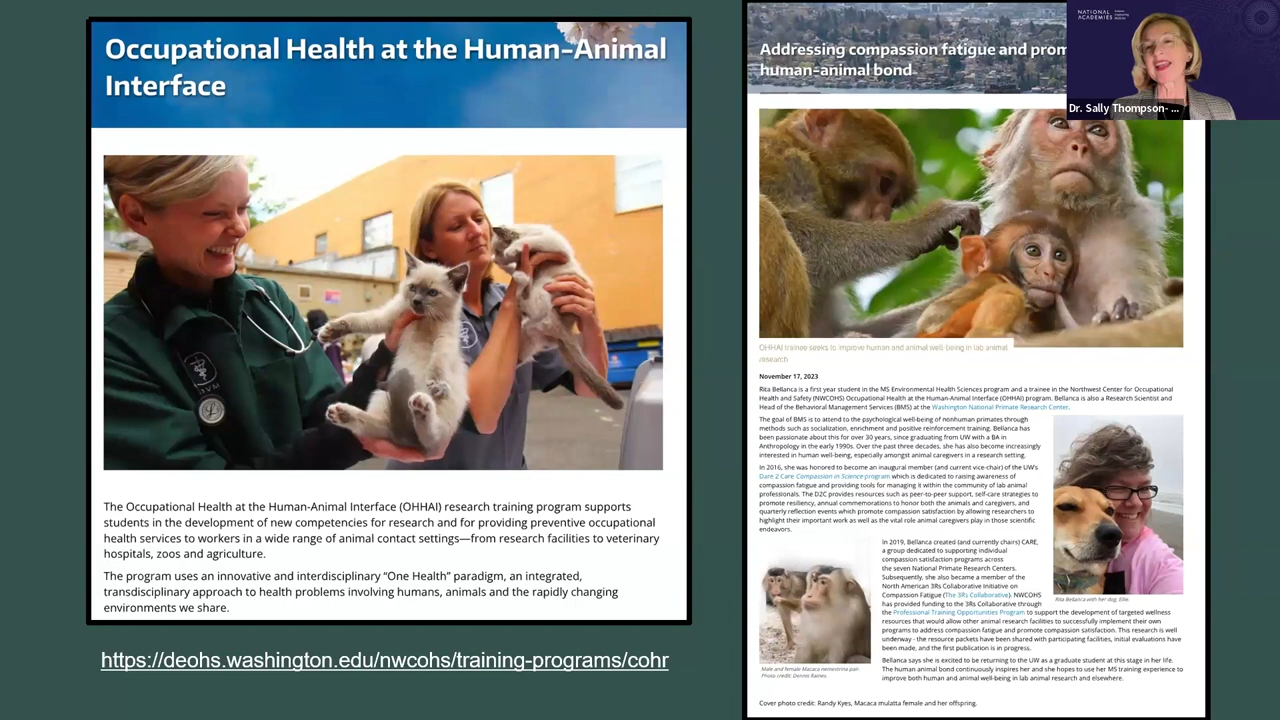 Occupational Health at the Human–Animal
Interface
The Occupational Health at the Human-Animal Interface (OHHAI) research training program supports
students in the development of new competencies for research and for providing preventive occupational
health services to workers in a wide range of animal contact settings—from research facilities to veterinary
hospitals, zoos and agriculture.
The program uses an innovative and interdisciplinary “One Health” paradigm, an integrated,
transdisciplinary approach to health problems involving humans, animals and the rapidly changing
environments we share.
https://deohs.washington.edu/nwcohs/training-programs/cohr
Addressing compassion fatigue and prom
human-animal bond
NATIONAL
ACADEMIES
Dr. Sally Thompson- ...
OHHAI trainee seeks to improve human and animal well-being in lab animal
research
November 17, 2023
Rita Bellanca is a first year student in the MS Environmental Health Sciences program and a trainee in the Northwest Center for Occupational
Health and Safety (NWCOHS) Occupational Health at the Human-Animal Interface (OHHAI) program. Bellanca is also a Research Scientist and
Head of the Behavioral Management Services (BMS) at the Washington National Primate Research Center.
The goal of BMS is to attend to the psychological well-being of nonhuman primates through
methods such as socialization, enrichment and positive reinforcement training. Bellanca has
been passionate about this for over 30 years, since graduating from UW with a BA in
Anthropology in the early 1990s. Over the past three decades, she has also become increasingly
interested in human well-being, especially amongst animal caregivers in a research setting.
In 2016, she was honored to become an inaugural member (and current vice-chair) of the UW's
Dare 2 Care Compassion in Science program which is dedicated to raising awareness of
compassion fatigue and providing tools for managing it within the community of lab animal
professionals. The D2C provides resources such as peer-to-peer support, self-care strategies to
promote resiliency, annual commemorations to honor both the animals and caregivers, and
quarterly reflection events which promote compassion satisfaction by allowing researchers to
highlight their important work as well as the vital role animal caregivers play in those scientific
endeavors.
In 2019, Bellanca created (and currently chairs) CARE,
a group dedicated to supporting individual
compassion satisfaction programs across
the seven National Primate Research Centers.
Subsequently, she also became a member of the
North American 3Rs Collaborative Initiative on
Compassion Fatigue (The 3Rs Collaborative). NWCOHS
has provided funding to the 3Rs Collaborative through
the Professional Training Opportunities Program to support the development of targeted wellness
resources that would allow other animal research facilities to successfully implement their own
programs to address compassion fatigue and promote compassion satisfaction. This research is well
underway - the resource packets have been shared with participating facilities, initial evaluations have
been made, and the first publication is in progress.
Rita Bellanca with her dog, Ellie.
Male and female Macaca nemestrina pair.
Photo credit: Dennis Raines.
Bellanca says she is excited to be returning to the UW as a graduate student at this stage in her life.
The human animal bond continuously inspires her and she hopes to use her MS training experience to
improve both human and animal well-being in lab animal research and elsewhere.
Cover photo credit: Randy Kyes, Macaca mulatta female and her offspring.